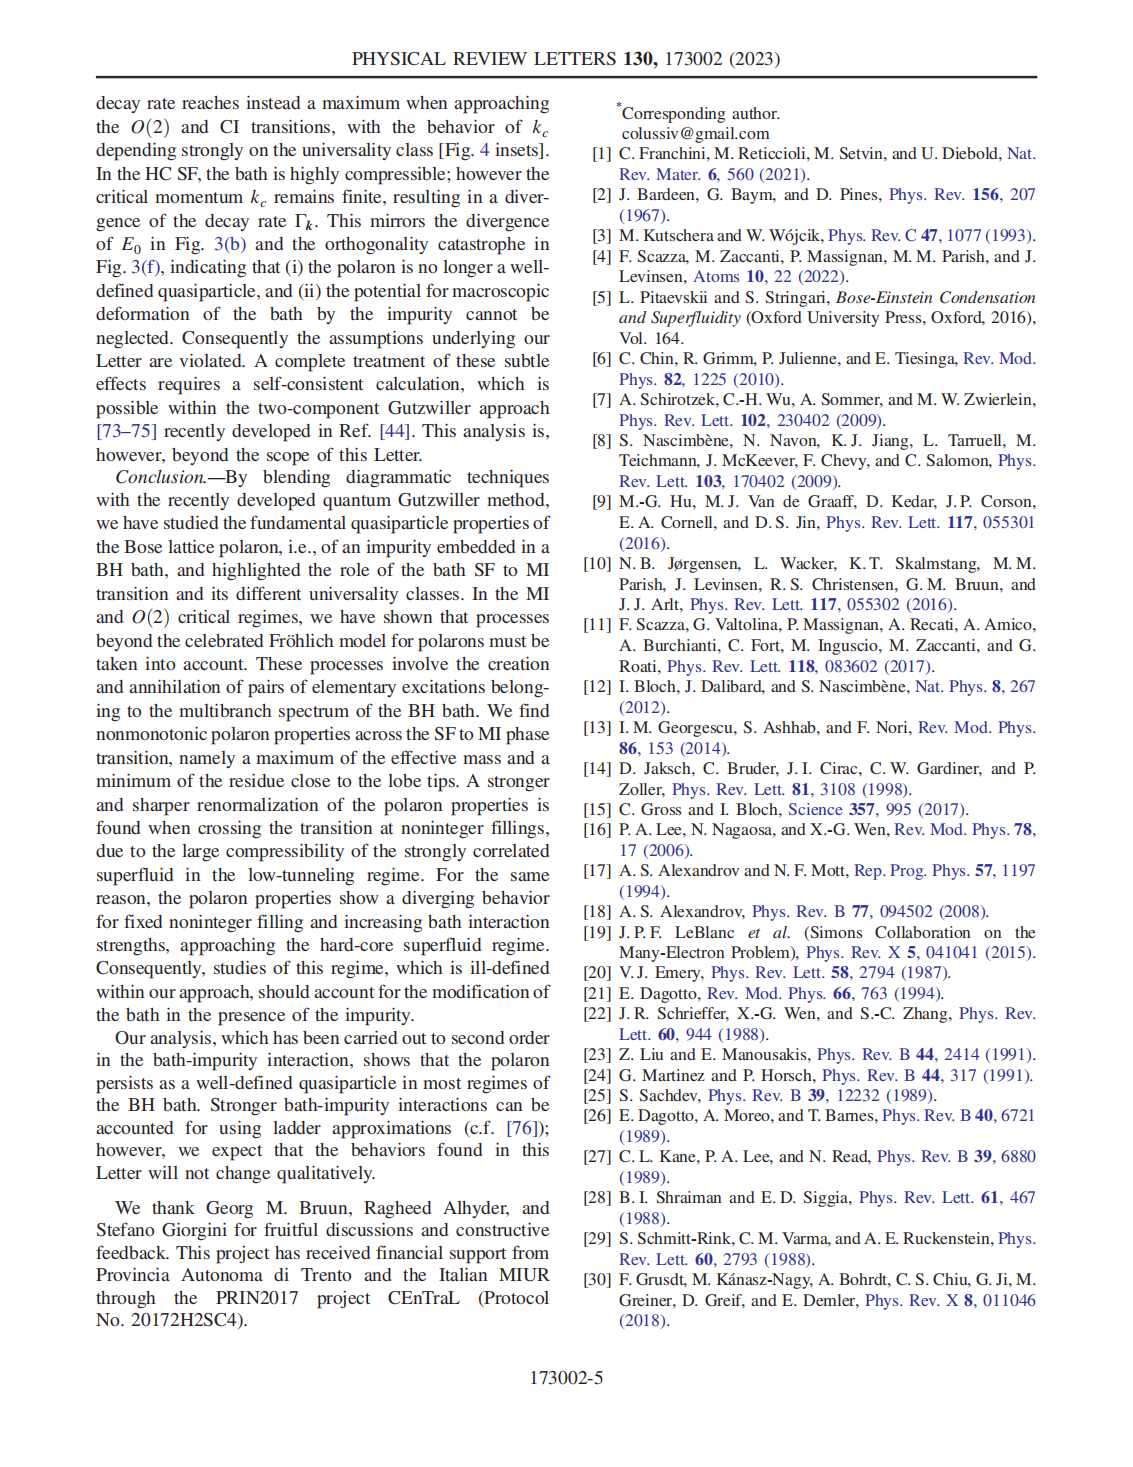 PHYSICAL REVIEW LETTERS 130, 173002 (2023)
decay rate reaches instead a maximum when approaching
the O(2) and CI transitions, with the behavior of k_c
depending strongly on the universality class [Fig. 4 insets].
In the HC SF, the bath is highly compressible; however the
critical momentum k_c remains finite, resulting in a diver-
gence of the decay rate Γ_k. This mirrors the divergence
of E_0 in Fig. 3(b) and the orthogonality catastrophe in
Fig. 3(f), indicating that (i) the polaron is no longer a well-
defined quasiparticle, and (ii) the potential for macroscopic
deformation of the bath by the impurity cannot be
neglected. Consequently the assumptions underlying our
Letter are violated. A complete treatment of these subtle
effects requires a self-consistent calculation, which is
possible within the two-component Gutzwiller approach
[73–75] recently developed in Ref. [44]. This analysis is,
however, beyond the scope of this Letter.
Conclusion.—By blending diagrammatic techniques
with the recently developed quantum Gutzwiller method,
we have studied the fundamental quasiparticle properties of
the Bose lattice polaron, i.e., of an impurity embedded in a
BH bath, and highlighted the role of the bath SF to MI
transition and its different universality classes. In the MI
and O(2) critical regimes, we have shown that processes
beyond the celebrated Fröhlich model for polarons must be
taken into account. These processes involve the creation
and annihilation of pairs of elementary excitations belong-
ing to the multibranch spectrum of the BH bath. We find
nonmonotonic polaron properties across the SF to MI phase
transition, namely a maximum of the effective mass and a
minimum of the residue close to the lobe tips. A stronger
and sharper renormalization of the polaron properties is
found when crossing the transition at noninteger fillings,
due to the large compressibility of the strongly correlated
superfluid in the low-tunneling regime. For the same
reason, the polaron properties show a diverging behavior
for fixed noninteger filling and increasing bath interaction
strengths, approaching the hard-core superfluid regime.
Consequently, studies of this regime, which is ill-defined
within our approach, should account for the modification of
the bath in the presence of the impurity.
Our analysis, which has been carried out to second order
in the bath-impurity interaction, shows that the polaron
persists as a well-defined quasiparticle in most regimes of
the BH bath. Stronger bath-impurity interactions can be
accounted for using ladder approximations (c.f. [76]);
however, we expect that the behaviors found in this
Letter will not change qualitatively.
We thank Georg M. Bruun, Ragheed Alhyder, and
Stefano Giorgini for fruitful discussions and constructive
feedback. This project has received financial support from
Provincia Autonoma di Trento and the Italian MIUR
through the PRIN2017 project CEnTraL (Protocol
No. 20172H2SC4).
*Corresponding author.
colussiv@gmail.com
[1] C. Franchini, M. Reticcioli, M. Setvin, and U. Diebold, Nat.
Rev. Mater. 6, 560 (2021).
[2] J. Bardeen, G. Baym, and D. Pines, Phys. Rev. 156, 207
(1967).
[3] M. Kutschera and W. Wójcik, Phys. Rev. C 47, 1077 (1993).
[4] F. Scazza, M. Zaccanti, P. Massignan, M. M. Parish, and J.
Levinsen, Atoms 10, 22 (2022).
[5] L. Pitaevskii and S. Stringari, Bose-Einstein Condensation
and Superfluidity (Oxford University Press, Oxford, 2016),
Vol. 164.
[6] C. Chin, R. Grimm, P. Julienne, and E. Tiesinga, Rev. Mod.
Phys. 82, 1225 (2010).
[7] A. Schirotzek, C.-H. Wu, A. Sommer, and M. W. Zwierlein,
Phys. Rev. Lett. 102, 230402 (2009).
[8] S. Nascimbène, N. Navon, K. J. Jiang, L. Tarruell, M.
Teichmann, J. McKeever, F. Chevy, and C. Salomon, Phys.
Rev. Lett. 103, 170402 (2009).
[9] M.-G. Hu, M. J. Van de Graaff, D. Kedar, J. P. Corson,
E. A. Cornell, and D. S. Jin, Phys. Rev. Lett. 117, 055301
(2016).
[10] N. B. Jørgensen, L. Wacker, K. T. Skalmstang, M. M.
Parish, J. Levinsen, R. S. Christensen, G. M. Bruun, and
J. J. Arlt, Phys. Rev. Lett. 117, 055302 (2016).
[11] F. Scazza, G. Valtolina, P. Massignan, A. Recati, A. Amico,
A. Burchianti, C. Fort, M. Inguscio, M. Zaccanti, and G.
Roati, Phys. Rev. Lett. 118, 083602 (2017).
[12] I. Bloch, J. Dalibard, and S. Nascimbène, Nat. Phys. 8, 267
(2012).
[13] I. M. Georgescu, S. Ashhab, and F. Nori, Rev. Mod. Phys.
86, 153 (2014).
[14] D. Jaksch, C. Bruder, J. I. Cirac, C. W. Gardiner, and P.
Zoller, Phys. Rev. Lett. 81, 3108 (1998).
[15] C. Gross and I. Bloch, Science 357, 995 (2017).
[16] P. A. Lee, N. Nagaosa, and X.-G. Wen, Rev. Mod. Phys. 78,
17 (2006).
[17] A. S. Alexandrov and N. F. Mott, Rep. Prog. Phys. 57, 1197
(1994).
[18] A. S. Alexandrov, Phys. Rev. B 77, 094502 (2008).
[19] J. P. F. LeBlanc et al. (Simons Collaboration on the
Many-Electron Problem), Phys. Rev. X 5, 041041 (2015).
[20] V. J. Emery, Phys. Rev. Lett. 58, 2794 (1987).
[21] E. Dagotto, Rev. Mod. Phys. 66, 763 (1994).
[22] J. R. Schrieffer, X.-G. Wen, and S.-C. Zhang, Phys. Rev.
Lett. 60, 944 (1988).
[23] Z. Liu and E. Manousakis, Phys. Rev. B 44, 2414 (1991).
[24] G. Martinez and P. Horsch, Phys. Rev. B 44, 317 (1991).
[25] S. Sachdev, Phys. Rev. B 39, 12232 (1989).
[26] E. Dagotto, A. Moreo, and T. Barnes, Phys. Rev. B 40, 6721
(1989).
[27] C. L. Kane, P. A. Lee, and N. Read, Phys. Rev. B 39, 6880
(1989).
[28] B. I. Shraiman and E. D. Siggia, Phys. Rev. Lett. 61, 467
(1988).
[29] S. Schmitt-Rink, C. M. Varma, and A. E. Ruckenstein, Phys.
Rev. Lett. 60, 2793 (1988).
[30] F. Grusdt, M. Kánasz-Nagy, A. Bohrdt, C. S. Chiu, G. Ji, M.
Greiner, D. Greif, and E. Demler, Phys. Rev. X 8, 011046
(2018).
173002-5